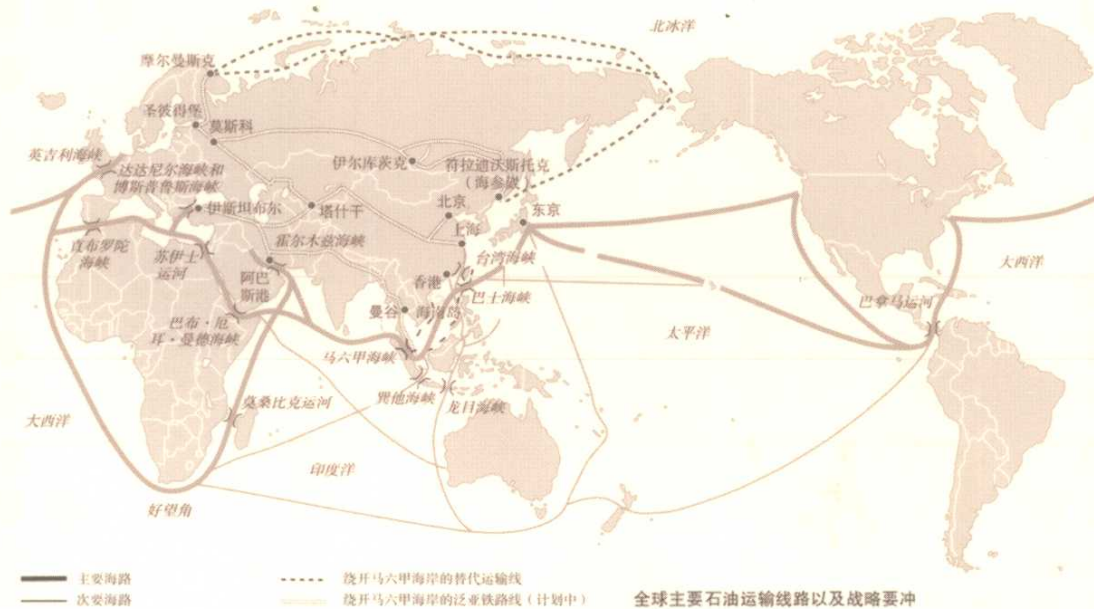 北冰洋
摩尔曼斯克
圣彼得堡
莫斯科
英吉利海峡
达达尼尔海峡和
博斯普鲁斯海峡
伊尔库茨克
符拉迪沃斯托克
（海参崴）
伊斯坦布尔
塔什干
北京
东京
上海
直布罗陀
海峡
苏伊士
运河
霍尔木兹海峡
台湾海峡
大西洋
阿巴
斯港
香港
巴士海峡
巴拿马运河
曼谷
海南岛
巴布·厄
耳·曼德海峡
太平洋
马六甲海峡
巽他海峡
龙目海峡
莫桑比克运河
大西洋
印度洋
好望角
主要海路
绕开马六甲海岸的替代运输线
次要海路
绕开马六甲海岸的泛亚铁路线（计划中）
全球主要石油运输线路以及战略要冲